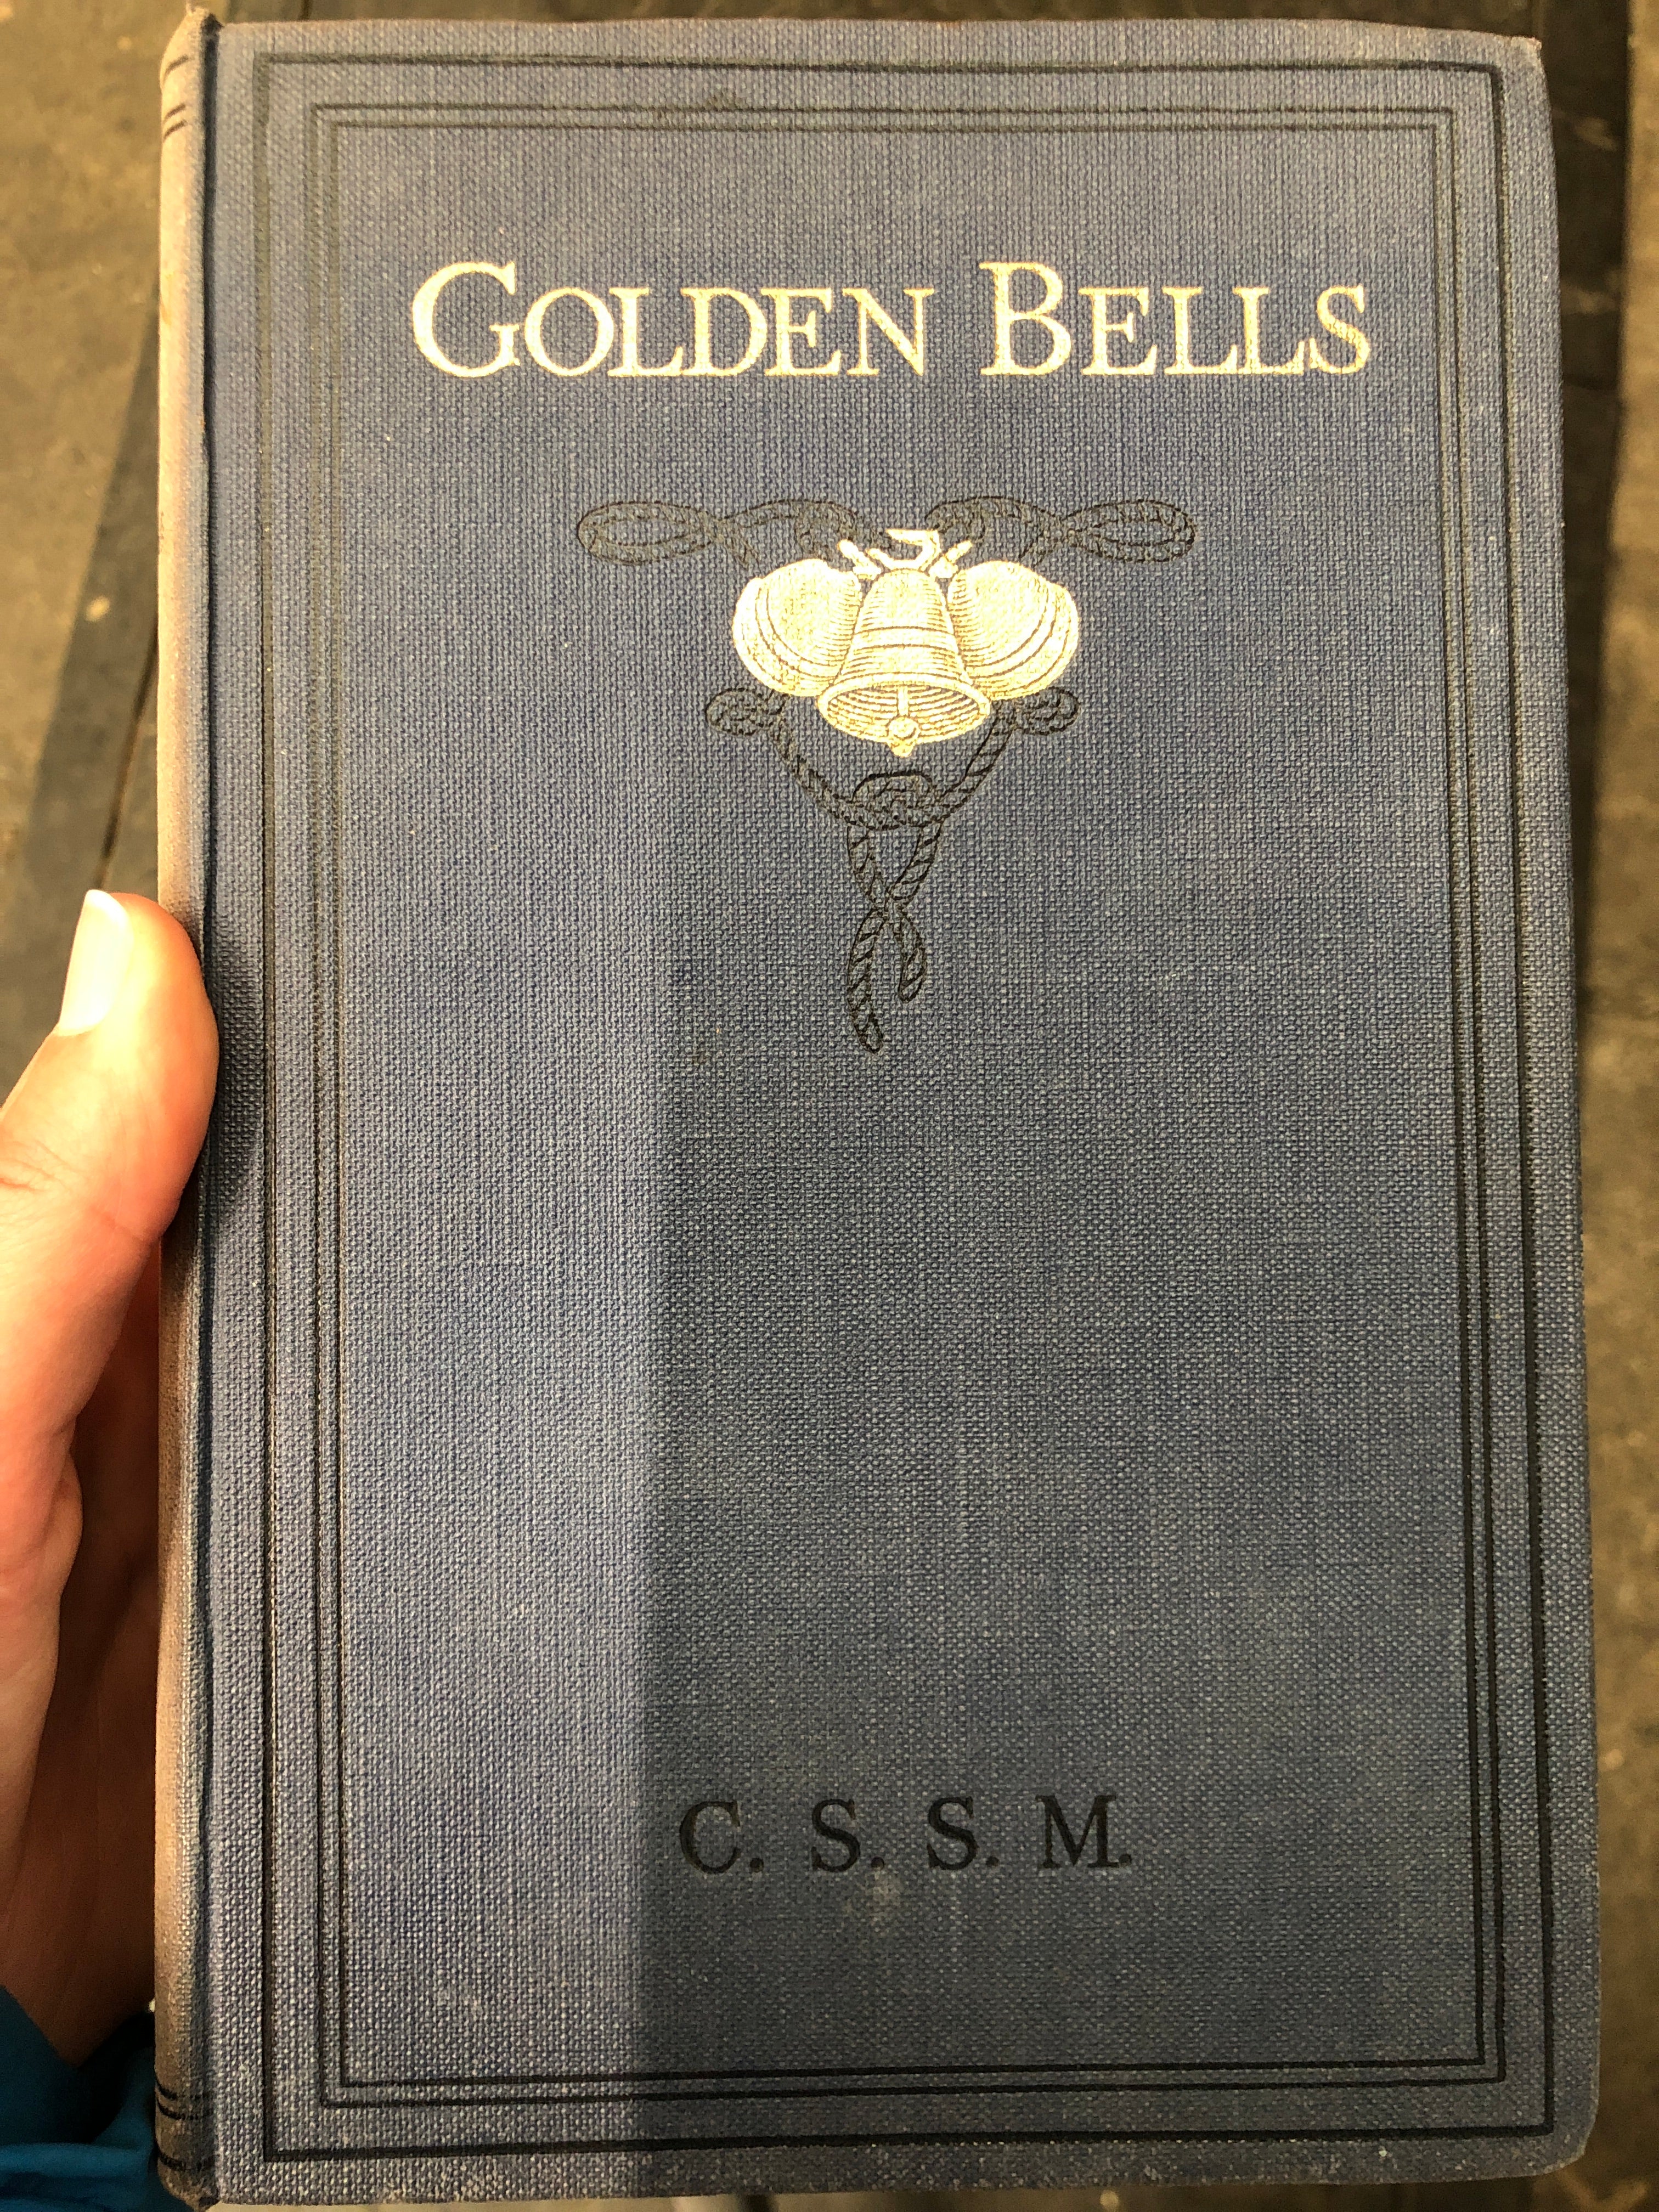 GOLDEN BELLS
C. S. S. M.